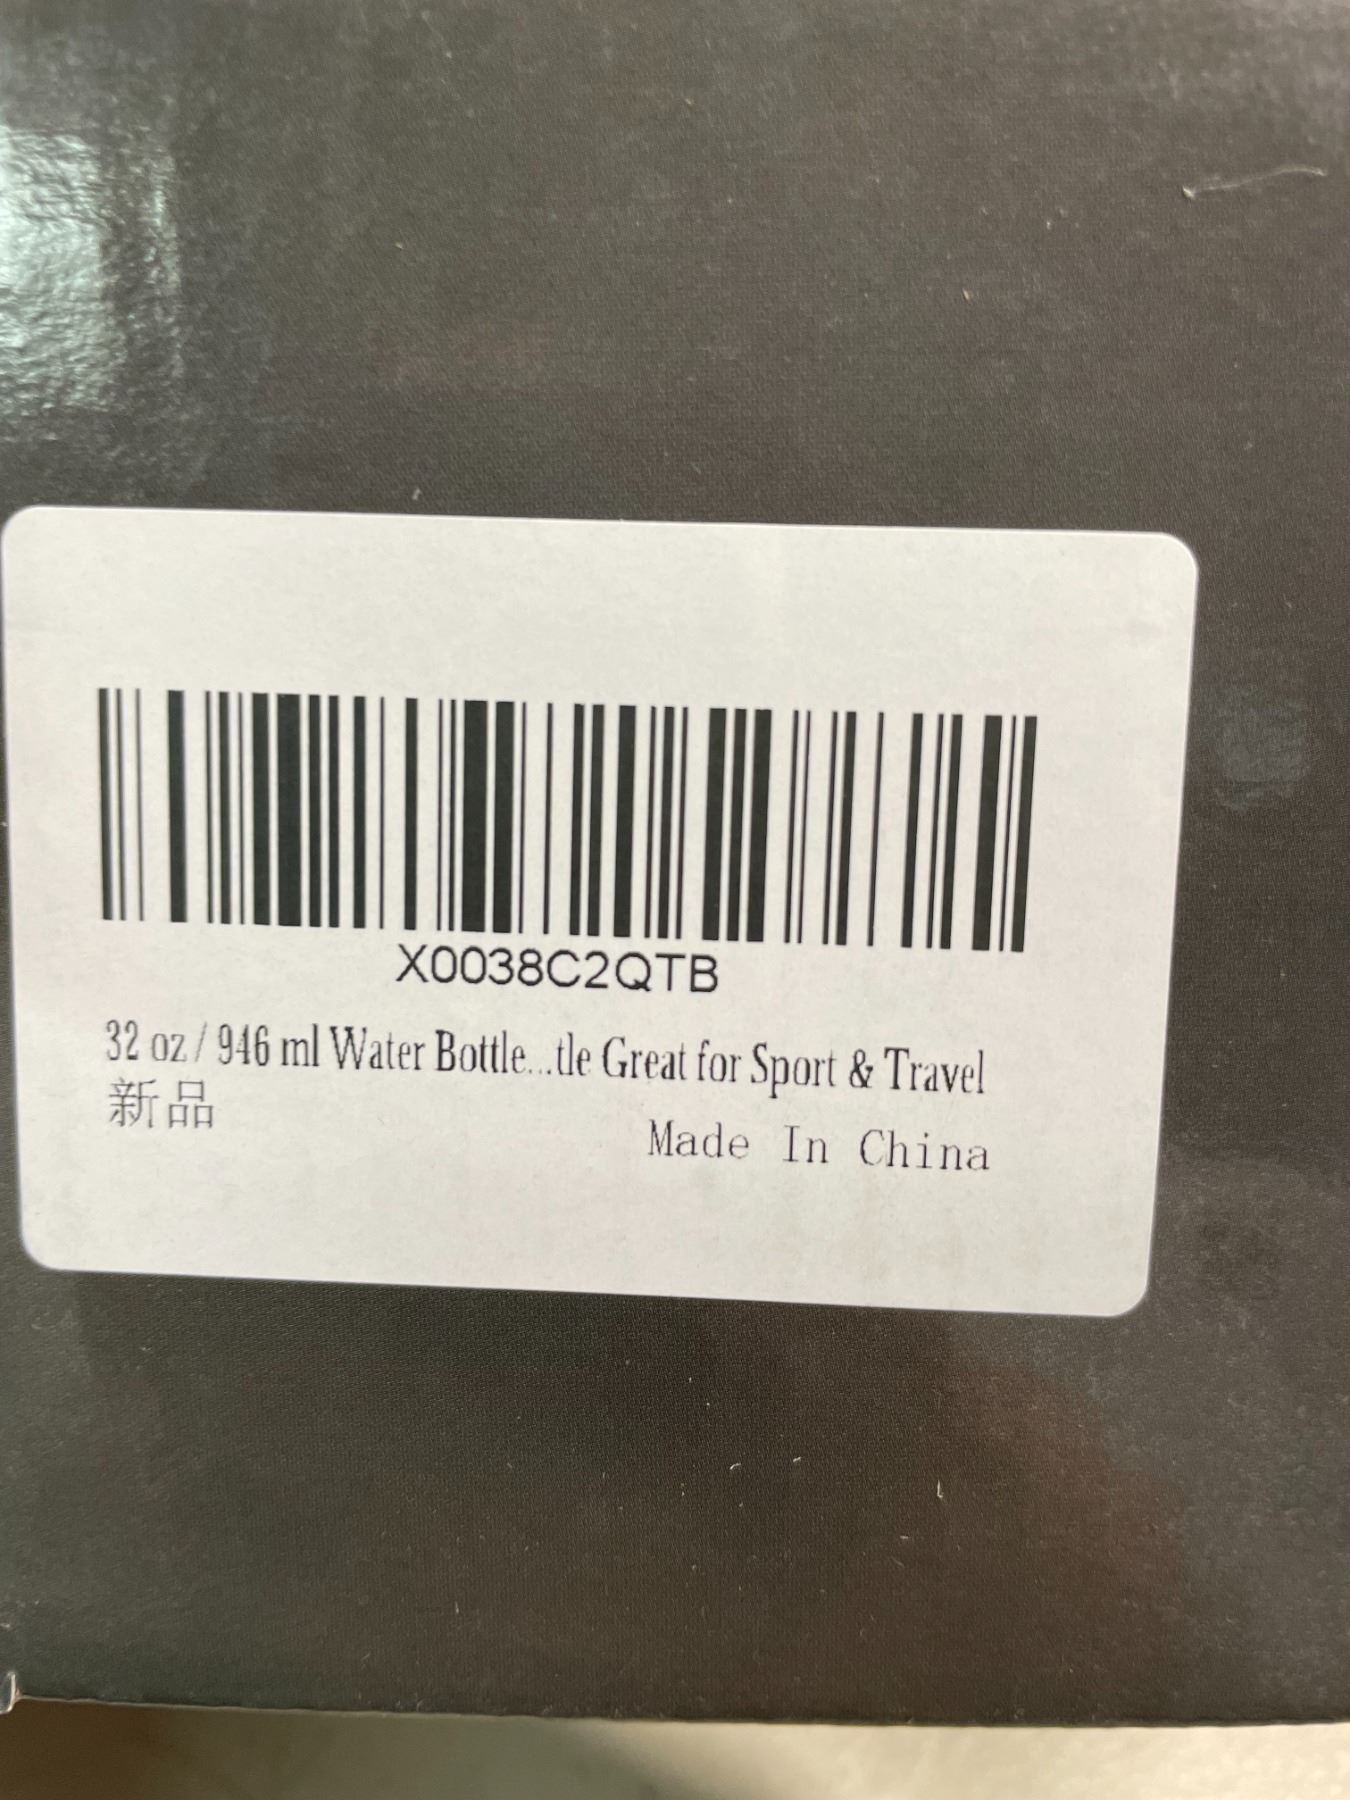 X0038C2QTB
32 oz / 946 ml Water Bottle...tle Great for Sport & Travel
新品
Made In China